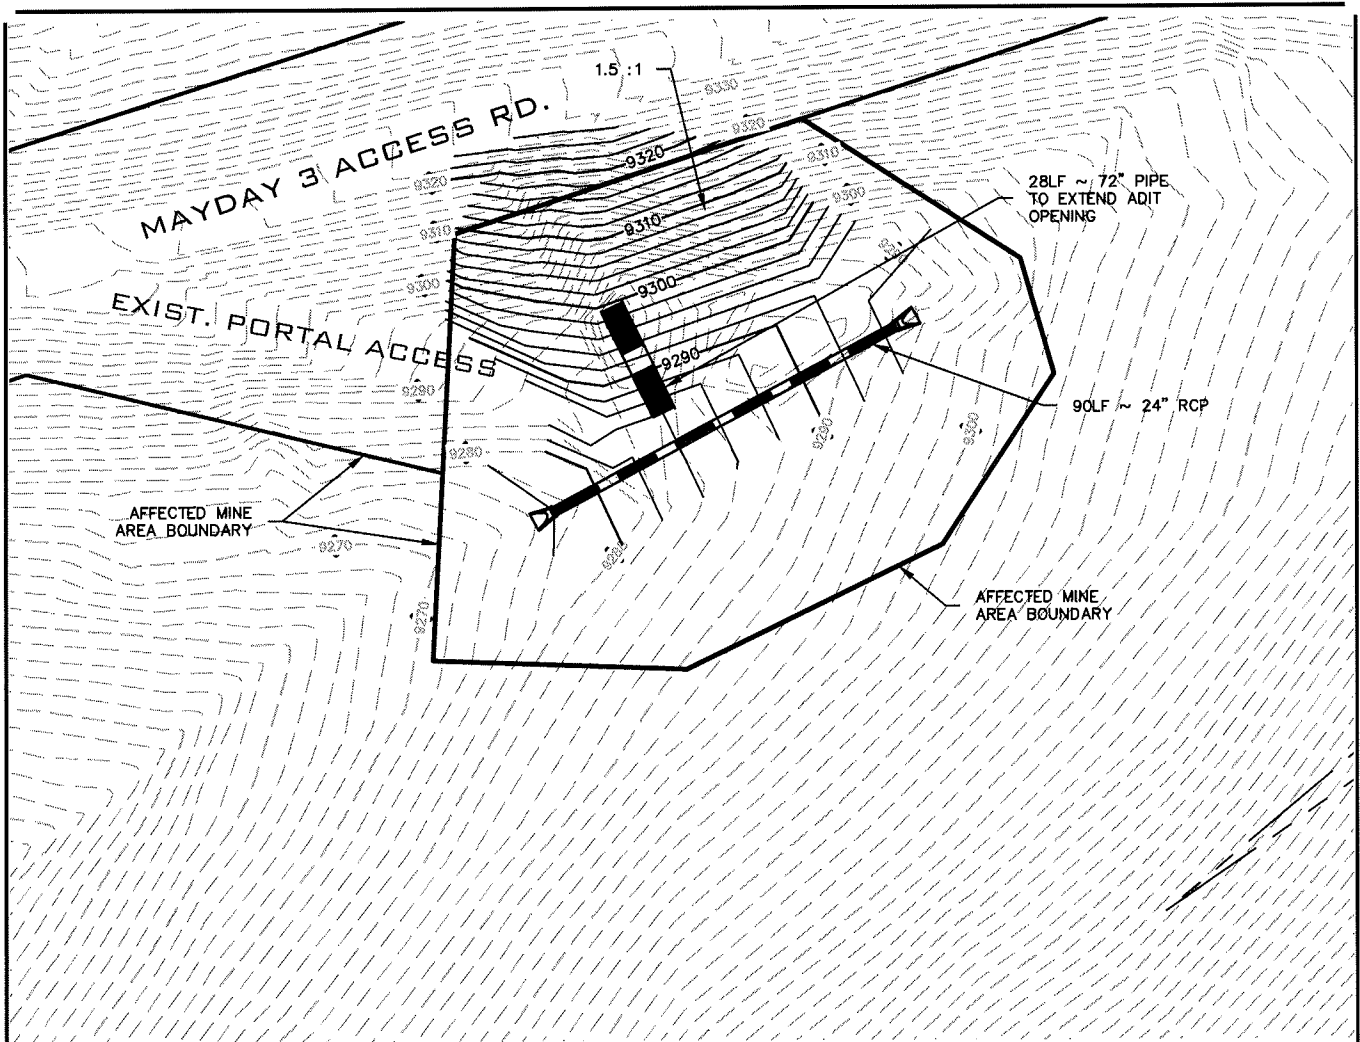 1.5 :1
9330
MAYDAY 3 ACCESS RD.
9320
9320
9310
9320
9300
28LF ~ 72" PIPE
TO EXTEND ADIT
OPENING
9310
9310
9300
9300
EXIST. PORTAL ACCESS
9290
9290
90LF ~ 24" RCP
9290
9300
9280
AFFECTED MINE
AREA BOUNDARY
9270
9280
9270
AFFECTED MINE
AREA BOUNDARY